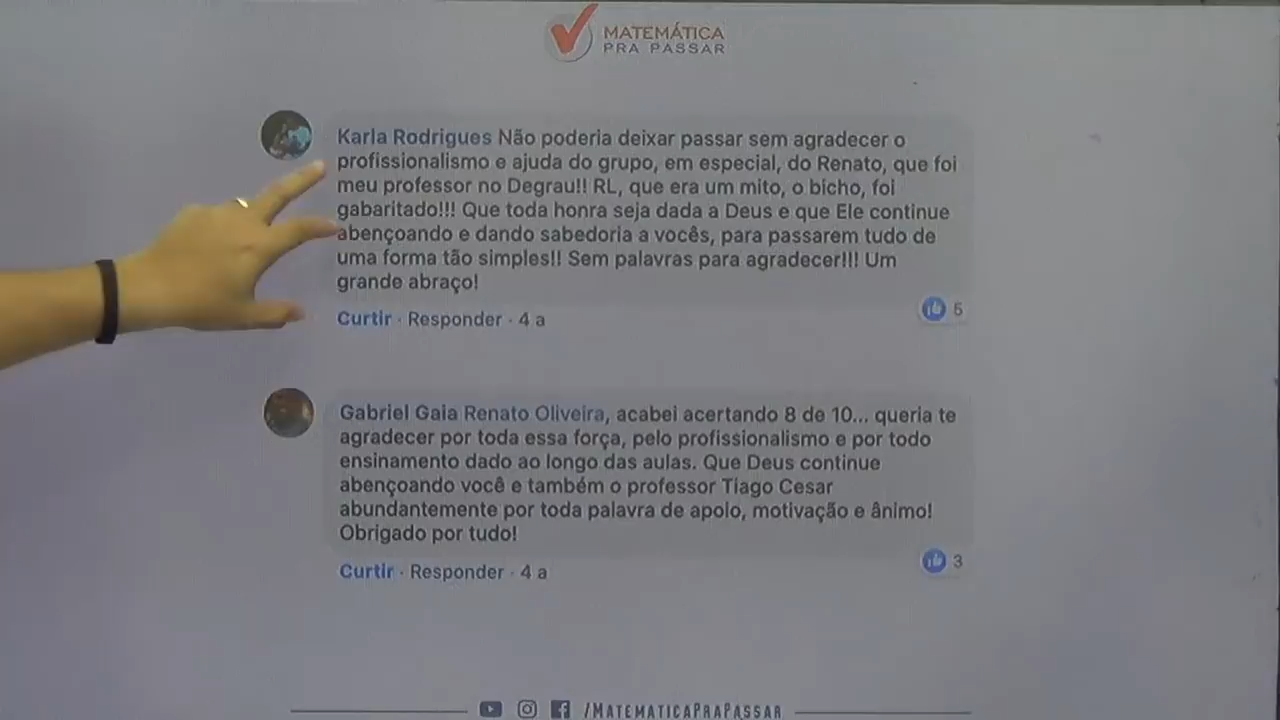 MATEMÁTICA
PRA PASSAR
Karla Rodrigues Não poderia deixar passar sem agradecer o
profissionalismo e ajuda do grupo, em especial, do Renato, que foi
meu professor no Degrau!! RL, que era um mito, o bicho, foi
gabaritado!!! Que toda honra seja dada a Deus e que Ele continue
abençoando e dando sabedoria a vocês, para passarem tudo de
uma forma tão simples!! Sem palavras para agradecer!!! Um
grande abraço!
Curtir · Responder · 4 a
5
Gabriel Gaia Renato Oliveira, acabei acertando 8 de 10... queria te
agradecer por toda essa força, pelo profissionalismo e por todo
ensinamento dado ao longo das aulas. Que Deus continue
abençoando você e também o professor Tiago Cesar
abundantemente por toda palavra de apoio, motivação e ânimo!
Obrigado por tudo!
Curtir · Responder · 4 a
3
/MATEMATICAPRAPASSAR